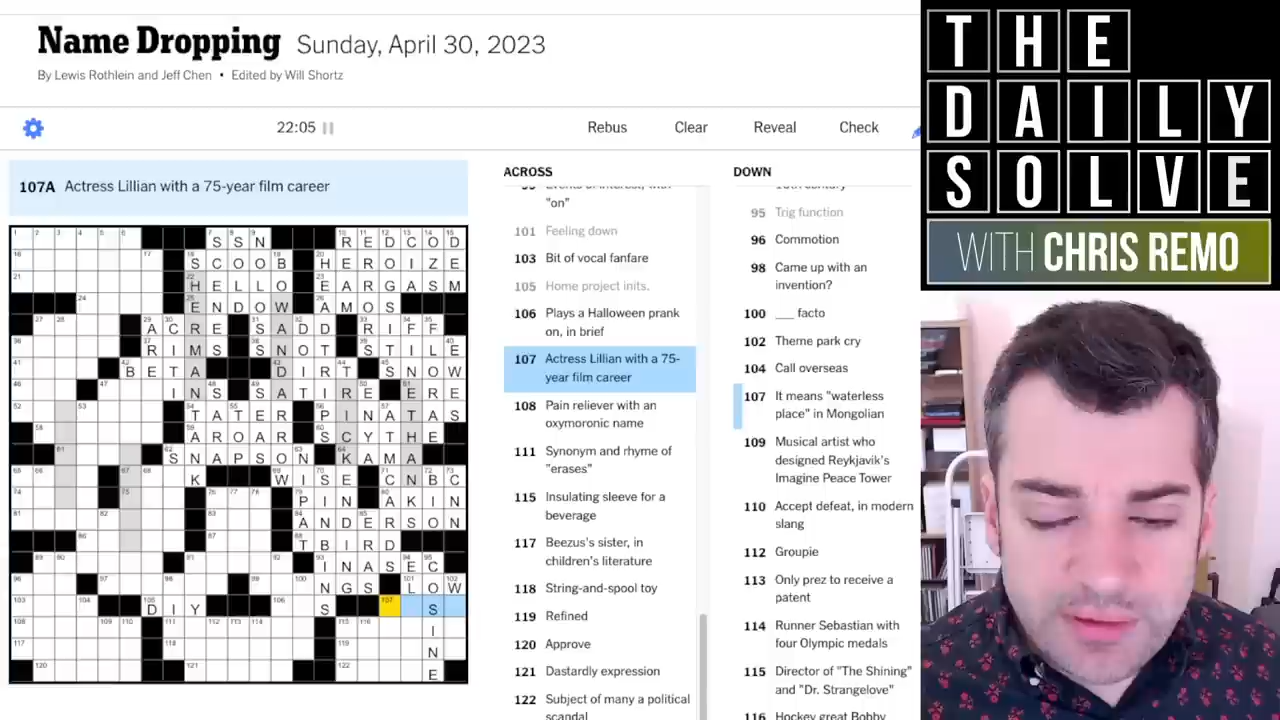 Name Dropping Sunday, April 30, 2023
By Lewis Rothlein and Jeff Chen • Edited by Will Shortz
22:05
Rebus Clear Reveal Check
107A Actress Lillian with a 75-year film career
ACROSS
"on"
101 Feeling down
103 Bit of vocal fanfare
105 Home project inits.
106 Plays a Halloween prank
on, in brief
107 Actress Lillian with a 75-
year film career
108 Pain reliever with an
oxymoronic name
111 Synonym and rhyme of
"erases"
115 Insulating sleeve for a
beverage
117 Beezus's sister, in
children's literature
118 String-and-spool toy
119 Refined
120 Approve
121 Dastardly expression
122 Subject of many a political
scandal
DOWN
95 Trig function
96 Commotion
98 Came up with an
invention?
100 ___ facto
102 Theme park cry
104 Call overseas
107 It means "waterless
place" in Mongolian
109 Musical artist who
designed Reykjavik's
Imagine Peace Tower
110 Accept defeat, in modern
slang
112 Groupie
113 Only prez to receive a
patent
114 Runner Sebastian with
four Olympic medals
115 Director of "The Shining"
and "Dr. Strangelove"
116 Hockey great Bobby
SSN REDCOD
SCOOB HEROIZE
HELLO EARGASM
ENDOW AMOS
ACRE ADD RIFF
RIMS SNOT STILE
BETA DIRT SNOW
INS SATIRE ERE
TATER PINATAS
AROAR SCYTHE
SNAPSON KAMA
K WISE CNBC
PIN AKIN
ANDERSON
TBIRD
INASEC
NGS LOW
DIY S S
I
N
E
THE
DAILY
SOLVE
WITH CHRIS REMO